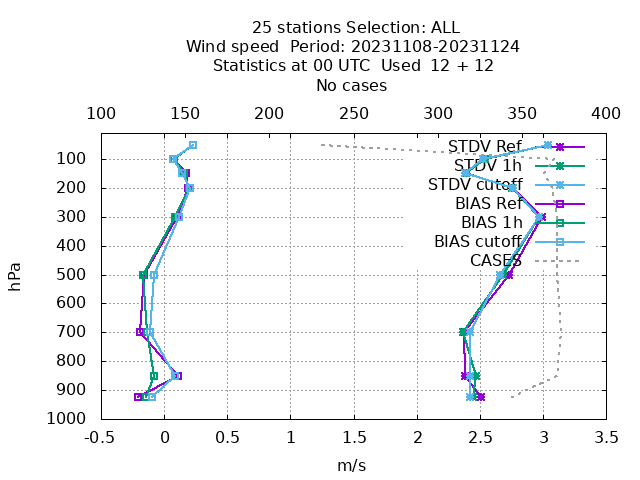 25 stations Selection: ALL
Wind speed  Period: 20231108-20231124
Statistics at 00 UTC  Used  12 + 12
No cases
100 150 200 250 300 350 400
STDV Ref
100
STDV 1h
STDV cutoff
200
BIAS Ref
300
BIAS 1h
BIAS cutoff
400
CASES
hPa
500
600
700
800
900
1000
-0.5 0 0.5 1 1.5 2 2.5 3 3.5
m/s